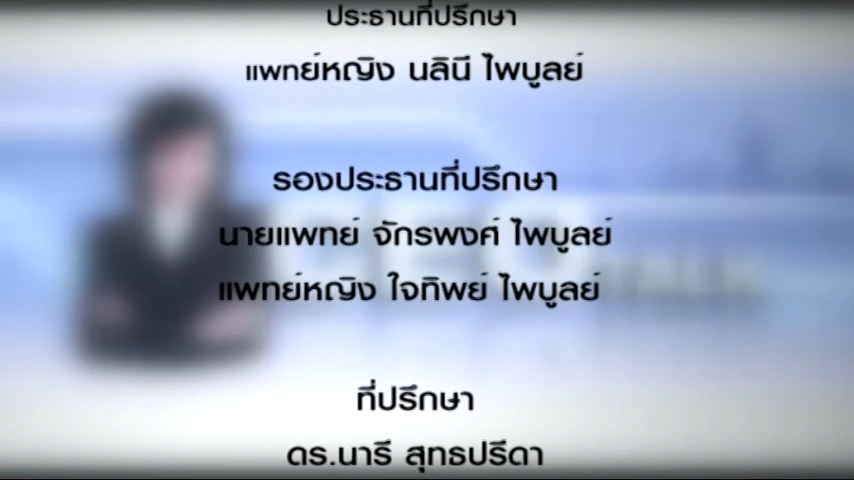 ประธานที่ปรึกษา
แพทย์หญิง นลินี ไพบูลย์
รองประธานที่ปรึกษา
นายแพทย์ จักรพงศ์ ไพบูลย์
แพทย์หญิง ใจทิพย์ ไพบูลย์
ที่ปรึกษา
ดร.นารี สุทธปรีดา